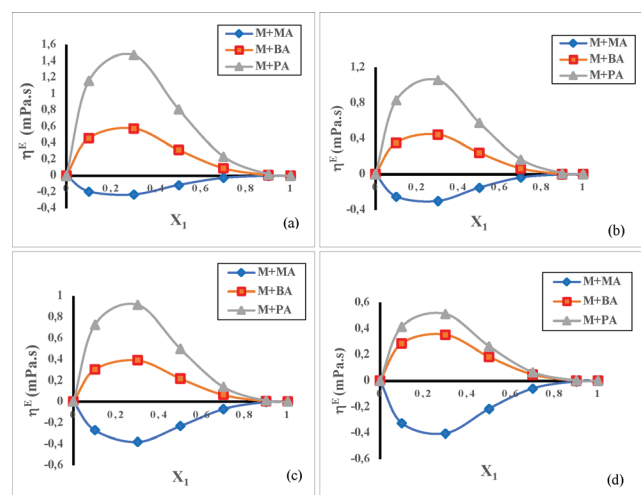 M+MA
M+BA
M+PA
η^E (mPa.s)
1,6
1,4
1,2
1
0,8
0,6
0,4
0,2
0
-0,2
-0,4
0 0,2 0,4 0,6 0,8 1
X₁
(a)
M+MA
M+BA
M+PA
η^E (mPa.s)
1,2
0,8
0,4
0
-0,4
0 0,2 0,4 0,6 0,8 1
X₁
(b)
M+MA
M+BA
M+PA
η^E (mPa.s)
1
0,8
0,6
0,4
0,2
0
-0,2
-0,4
-0,6
0 0,2 0,4 0,6 0,8 1
X₁
(c)
M+MA
M+BA
M+PA
η^E (mPa.s)
0,6
0,4
0,2
0
-0,2
-0,4
-0,6
0 0,2 0,4 0,6 0,8 1
X₁
(d)